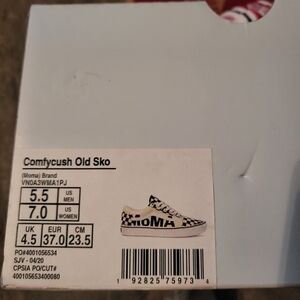 Comfycush Old Sko
(Moma) Brand
VN0A3WMA1PJ
5.5 US MEN
7.0 US WOMEN
UK EUR CM
4.5 37.0 23.5
MOMA
PO#4001056534
SJV - 04/20
CPSIA PO/CUT#
400105653400080
1 92825 75973 4